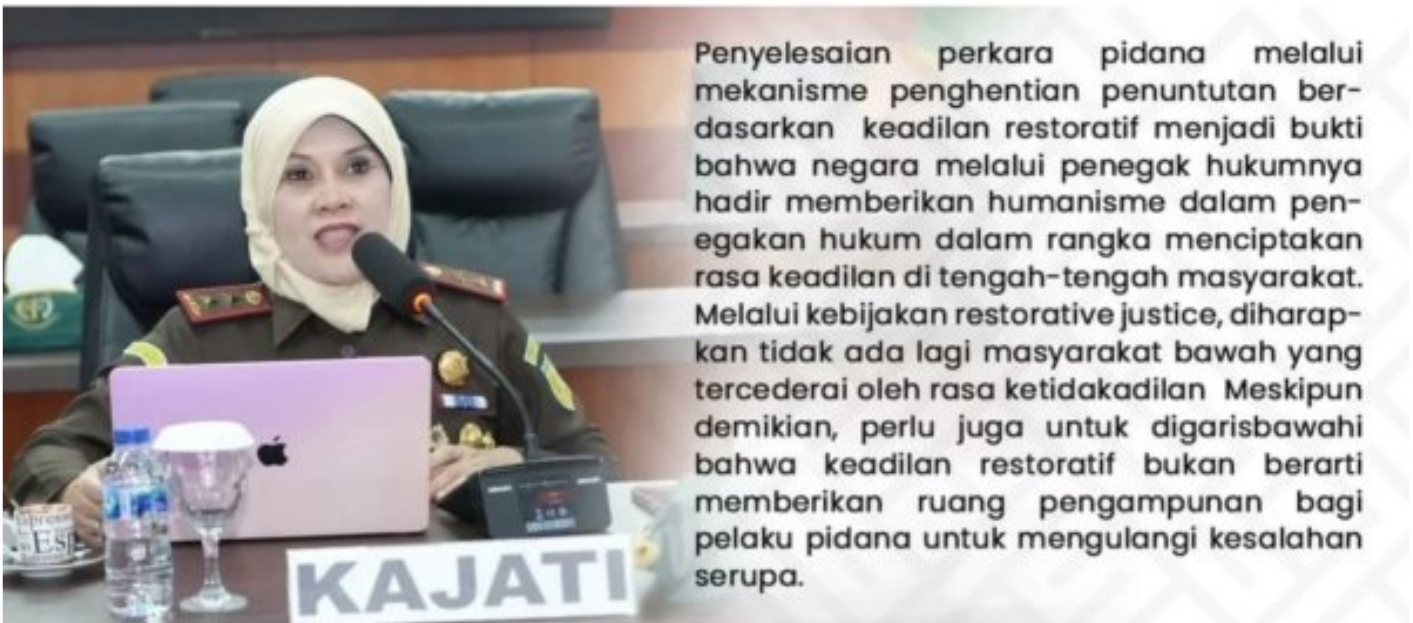 Penyelesaian perkara pidana melalui
mekanisme penghentian penuntutan ber-
dasarkan keadilan restoratif menjadi bukti
bahwa negara melalui penegak hukumnya
hadir memberikan humanisme dalam pen-
egakan hukum dalam rangka menciptakan
rasa keadilan di tengah-tengah masyarakat.
Melalui kebijakan restorative justice, diharap-
kan tidak ada lagi masyarakat bawah yang
tercederai oleh rasa ketidakadilan Meskipun
demikian, perlu juga untuk digarisbawahi
bahwa keadilan restoratif bukan berarti
memberikan ruang pengampunan bagi
pelaku pidana untuk mengulangi kesalahan
serupa.
KAJATI